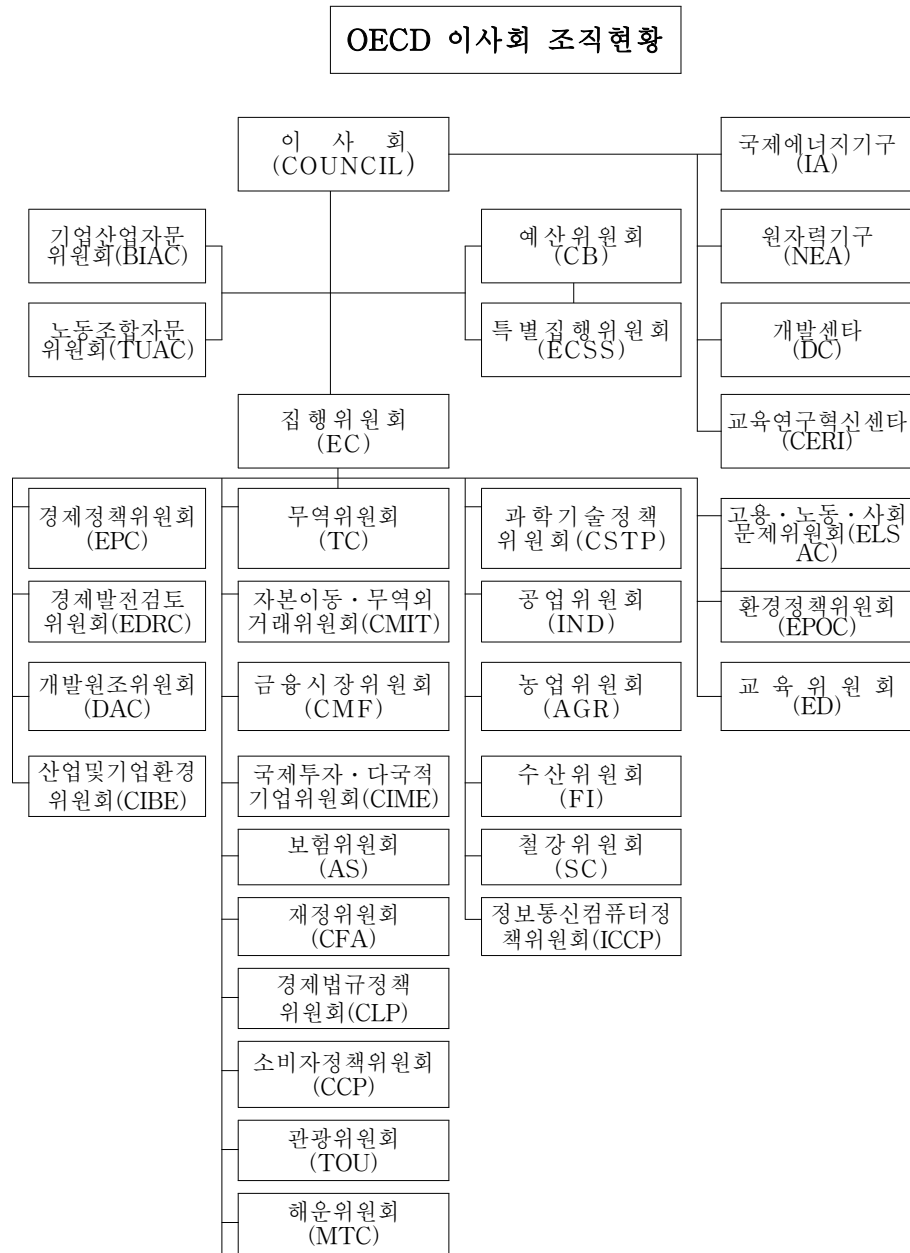 OECD 이사회 조직현황
이 사 회
(COUNCIL)
국제에너지기구
(IA)
기업산업자문
위원회(BIAC)
예산위원회
(CB)
원자력기구
(NEA)
노동조합자문
위원회(TUAC)
특별집행위원회
(ECSS)
개발센타
(DC)
집행위원회
(EC)
교육연구혁신센타
(CERI)
경제정책위원회
(EPC)
무역위원회
(TC)
과학기술정책
위원회(CSTP)
고용·노동·사회
문제위원회(ELS
AC)
경제발전검토
위원회(EDRC)
자본이동·무역외
거래위원회(CMIT)
공업위원회
(IND)
환경정책위원회
(EPOC)
개발원조위원회
(DAC)
금융시장위원회
(CMF)
농업위원회
(AGR)
교 육 위 원 회
(ED)
산업및기업환경
위원회(CIBE)
국제투자·다국적
기업위원회(CIME)
수산위원회
(FI)
보험위원회
(AS)
철강위원회
(SC)
재정위원회
(CFA)
정보통신컴퓨터정
책위원회(ICCP)
경제법규정책
위원회(CLP)
소비자정책위원회
(CCP)
관광위원회
(TOU)
해운위원회
(MTC)